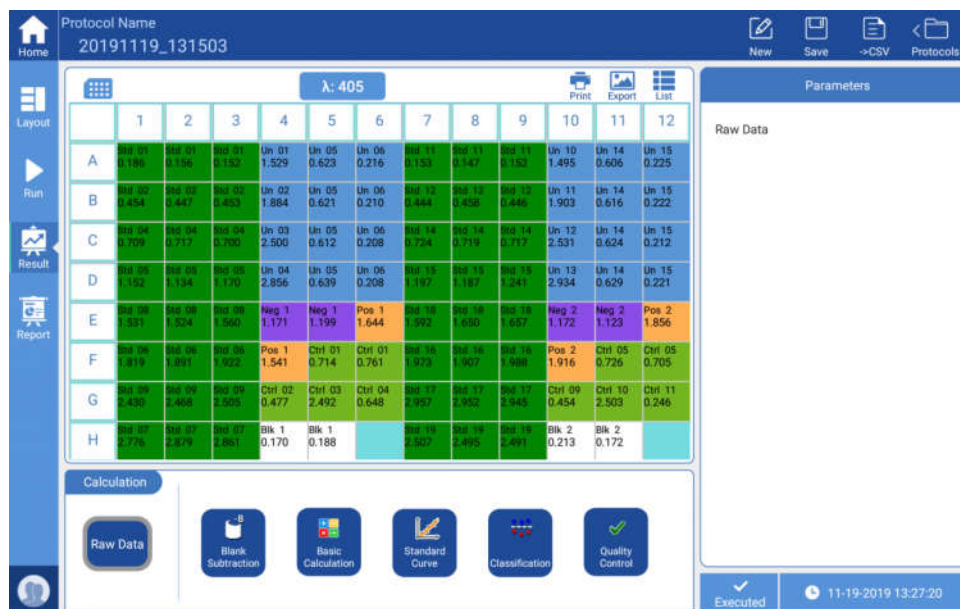 Protocol Name
20191119_131503
Home
New
Save
->CSV
Protocols
Layout
Run
Result
Report
λ: 405
Print
Export
List
1 2 3 4 5 6 7 8 9 10 11 12
A
Std 01 Std 01 Std 01 Un 01 Un 05 Un 06 Std 11 Std 11 Std 11 Un 10 Un 14 Un 15
0.186 0.156 0.152 1.529 0.623 0.216 0.153 0.147 0.152 1.495 0.606 0.225
B
Std 02 Std 02 Std 02 Un 02 Un 05 Un 06 Std 12 Std 12 Std 12 Un 11 Un 14 Un 15
0.454 0.447 0.453 1.884 0.621 0.210 0.444 0.458 0.446 1.903 0.616 0.222
C
Std 04 Std 04 Std 04 Un 03 Un 05 Un 06 Std 14 Std 14 Std 14 Un 12 Un 14 Un 15
0.709 0.717 0.700 2.500 0.612 0.208 0.724 0.719 0.717 2.531 0.624 0.212
D
Std 05 Std 05 Std 05 Un 04 Un 05 Un 06 Std 15 Std 15 Std 15 Un 13 Un 14 Un 15
1.152 1.134 1.170 2.856 0.639 0.208 1.197 1.187 1.241 2.934 0.629 0.221
E
Std 08 Std 08 Std 08 Neg 1 Neg 1 Pos 1 Std 18 Std 18 Std 18 Neg 2 Neg 2 Pos 2
1.531 1.524 1.560 1.171 1.199 1.644 1.592 1.650 1.657 1.172 1.123 1.856
F
Std 06 Std 06 Std 06 Pos 1 Ctrl 01 Ctrl 01 Std 16 Std 16 Std 16 Pos 2 Ctrl 05 Ctrl 05
1.819 1.891 1.922 1.541 0.714 0.761 1.973 1.907 1.988 1.916 0.726 0.705
G
Std 09 Std 09 Std 09 Ctrl 02 Ctrl 03 Ctrl 04 Std 17 Std 17 Std 17 Ctrl 09 Ctrl 10 Ctrl 11
2.430 2.468 2.505 0.477 2.492 0.648 2.957 2.952 2.945 0.454 2.503 0.246
H
Std 07 Std 07 Std 07 Blk 1 Blk 1 Std 19 Std 19 Std 19 Blk 2 Blk 2
2.776 2.879 2.861 0.170 0.188 2.507 2.495 2.491 0.213 0.172
Parameters
Raw Data
Calculation
Raw Data
-B
Blank
Subtraction
Basic
Calculation
Standard
Curve
Classification
Quality
Control
Executed
11-19-2019 13:27:20